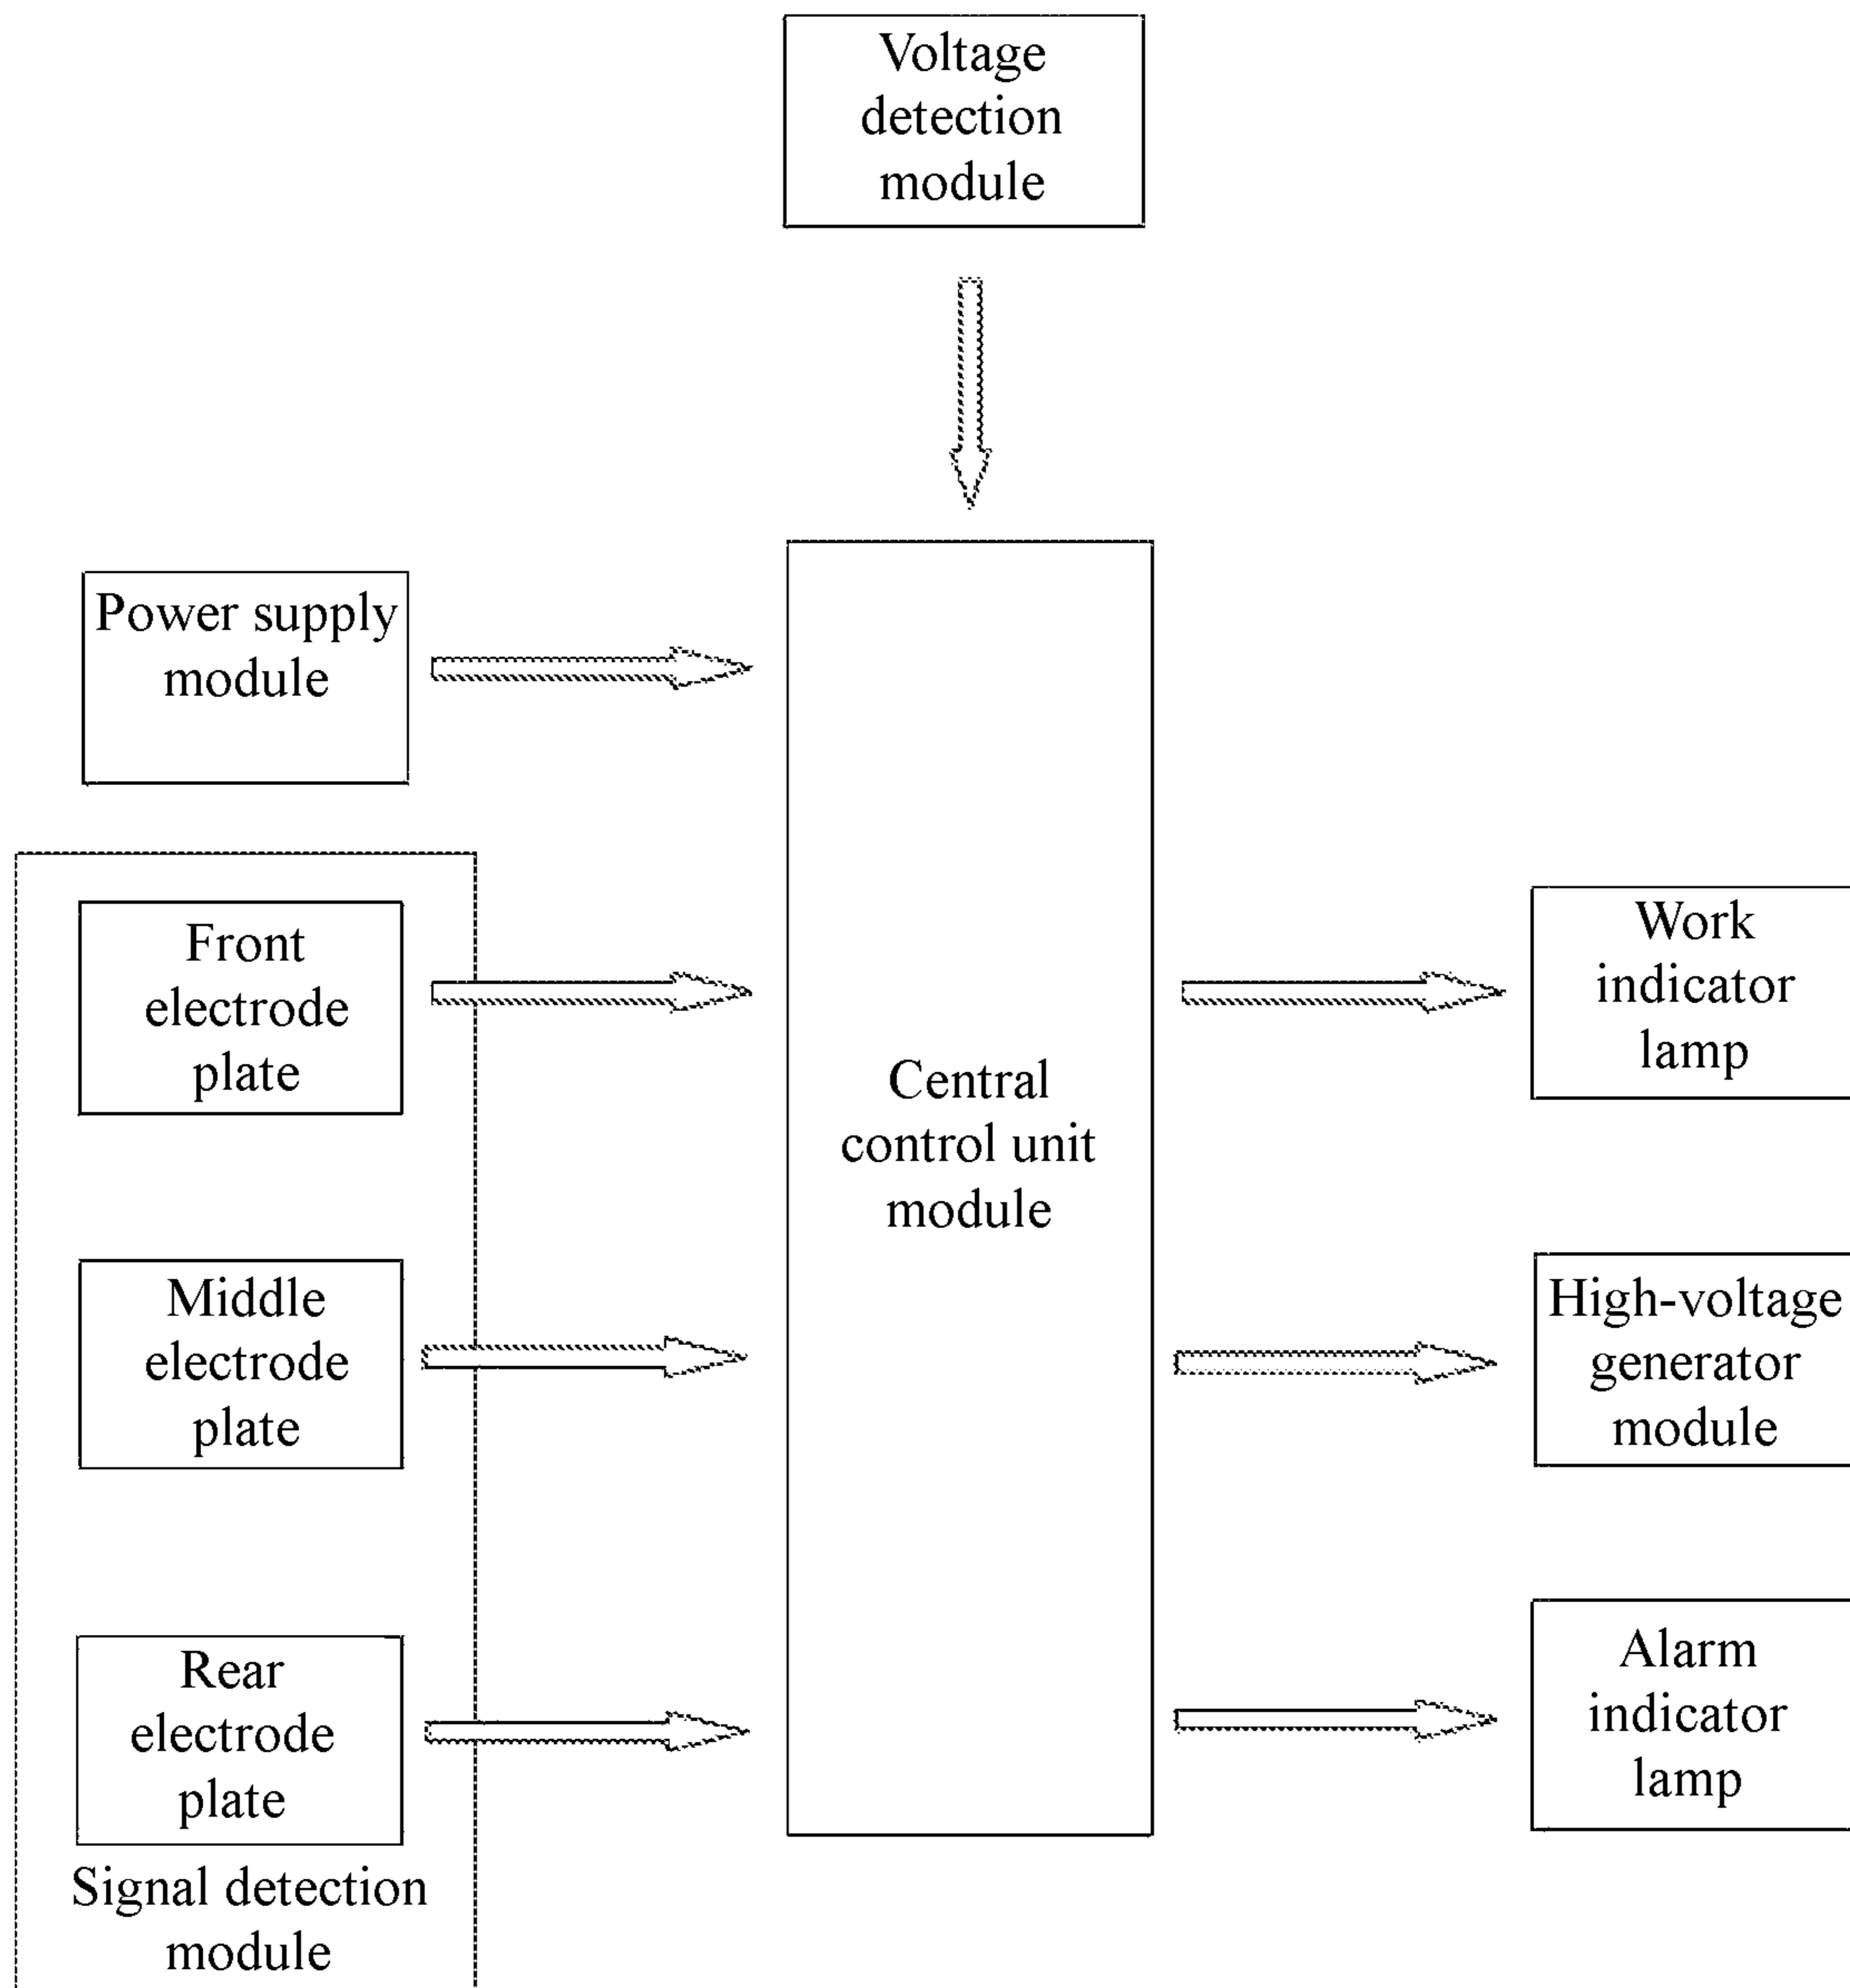 Voltage
detection
module
Power supply
module
Front
electrode
plate
Middle
electrode
plate
Rear
electrode
plate
Signal detection
module
Central
control unit
module
Work
indicator
lamp
High-voltage
generator
module
Alarm
indicator
lamp